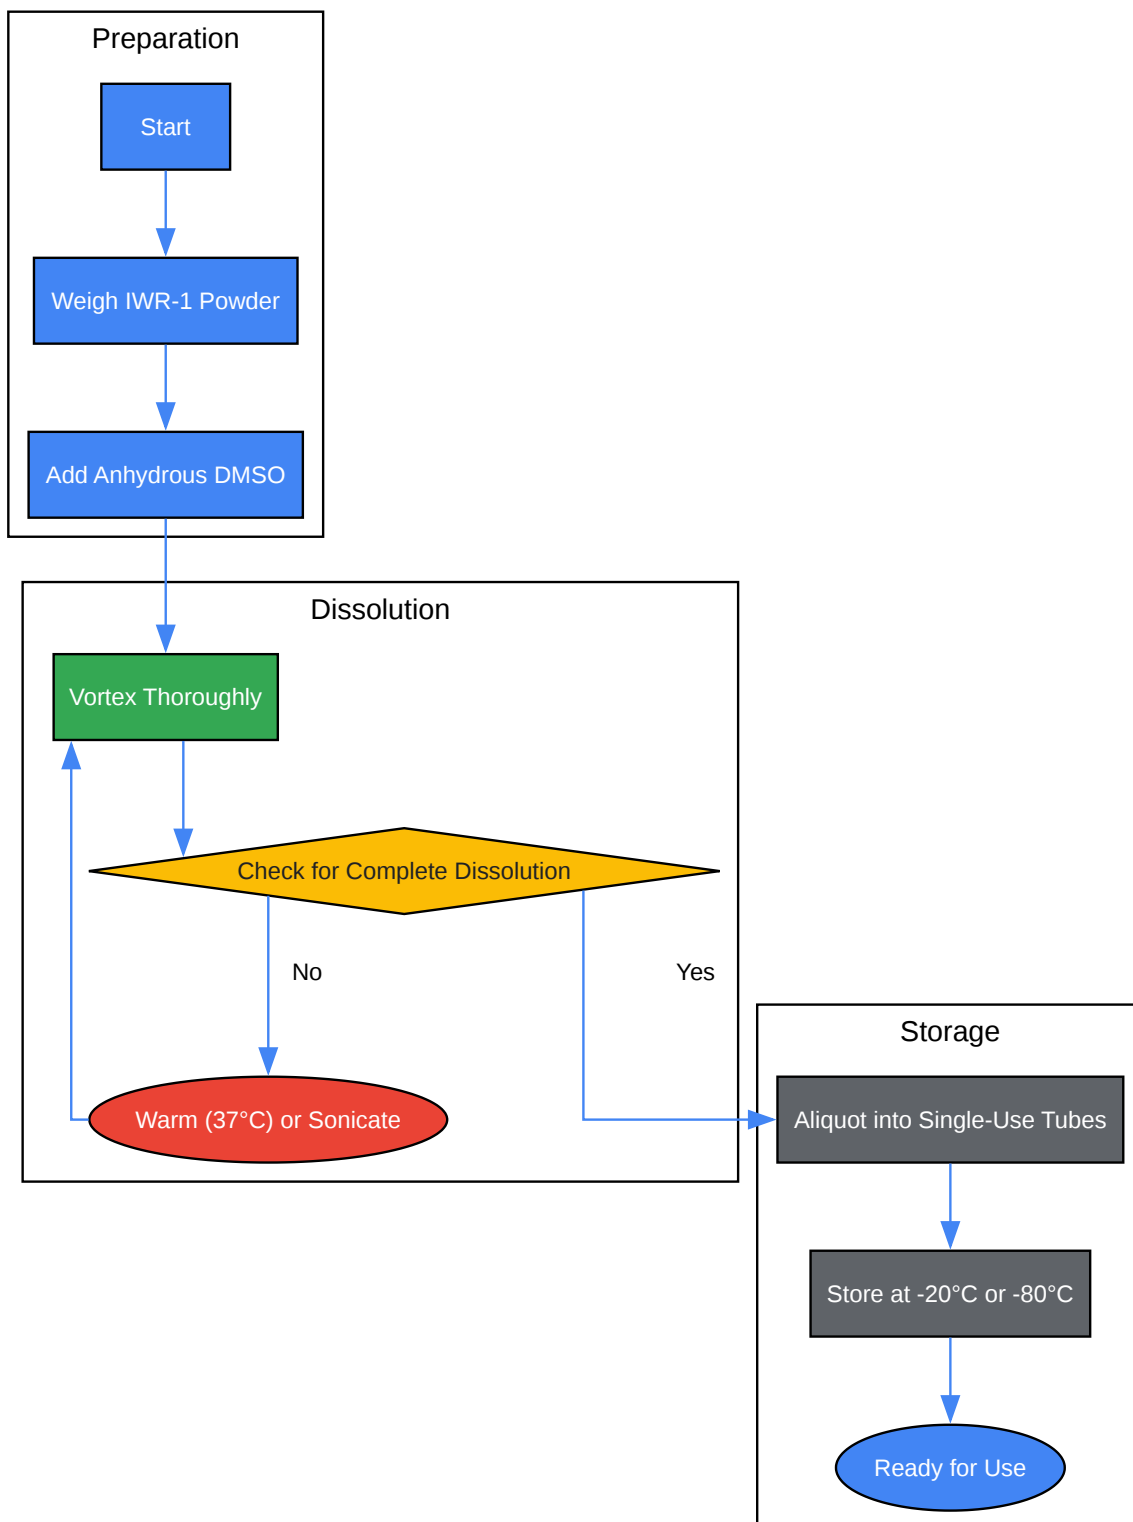 Preparation
Start
Weigh IWR-1 Powder
Add Anhydrous DMSO
Dissolution
Vortex Thoroughly
Check for Complete Dissolution
No
Yes
Warm (37°C) or Sonicate
Storage
Aliquot into Single-Use Tubes
Store at -20°C or -80°C
Ready for Use